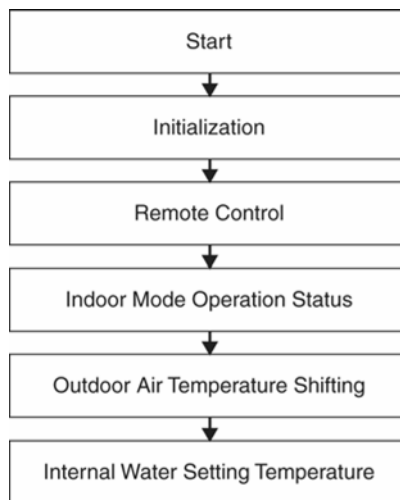 Start
Initialization
Remote Control
Indoor Mode Operation Status
Outdoor Air Temperature Shifting
Internal Water Setting Temperature